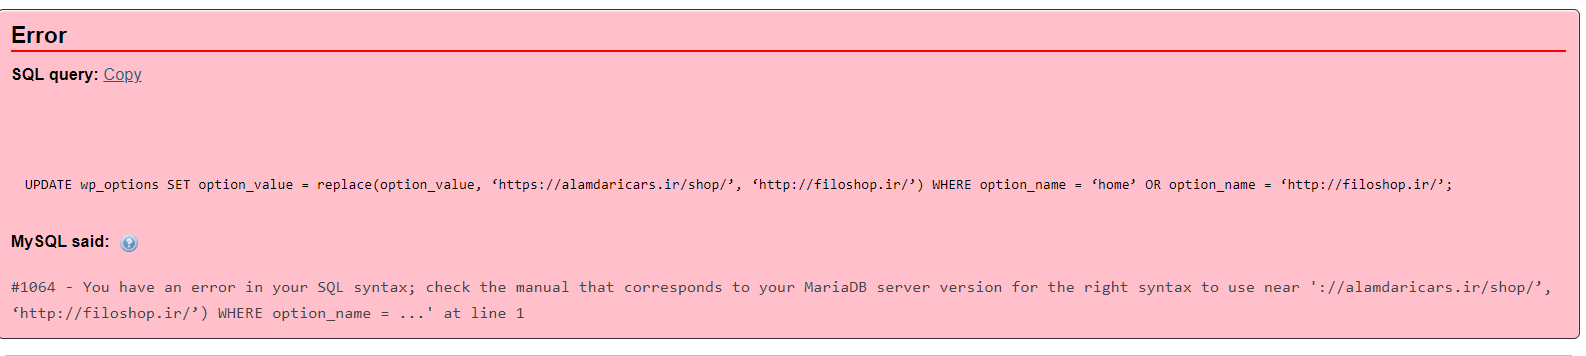 Error
SQL query: Copy
UPDATE wp_options SET option_value = replace(option_value, ‘https://alamdaricars.ir/shop/’, ‘http://filoshop.ir/’) WHERE option_name = ‘home’ OR option_name = ‘http://filoshop.ir/’;
MySQL said:
#1064 - You have an error in your SQL syntax; check the manual that corresponds to your MariaDB server version for the right syntax to use near '://alamdaricars.ir/shop/’,
‘http://filoshop.ir/’) WHERE option_name = ...' at line 1